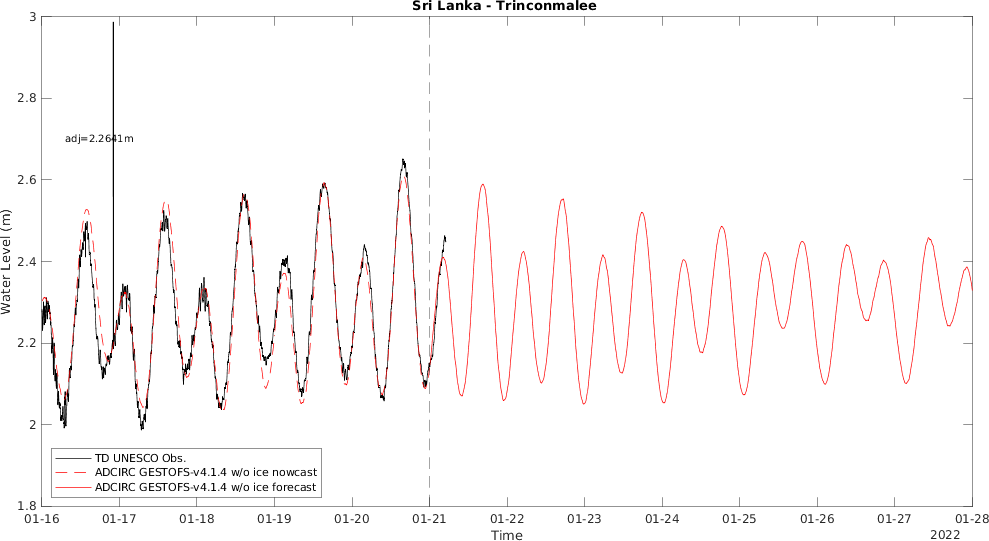 Sri Lanka - Trinconmalee
3
2.8
2.6
2.4
2.2
2
1.8
Water Level (m)
adj=2.2641m
TD UNESCO Obs.
ADCIRC GESTOFS-v4.1.4 w/o ice nowcast
ADCIRC GESTOFS-v4.1.4 w/o ice forecast
01-16 01-17 01-18 01-19 01-20 01-21 01-22 01-23 01-24 01-25 01-26 01-27 01-28
Time
2022